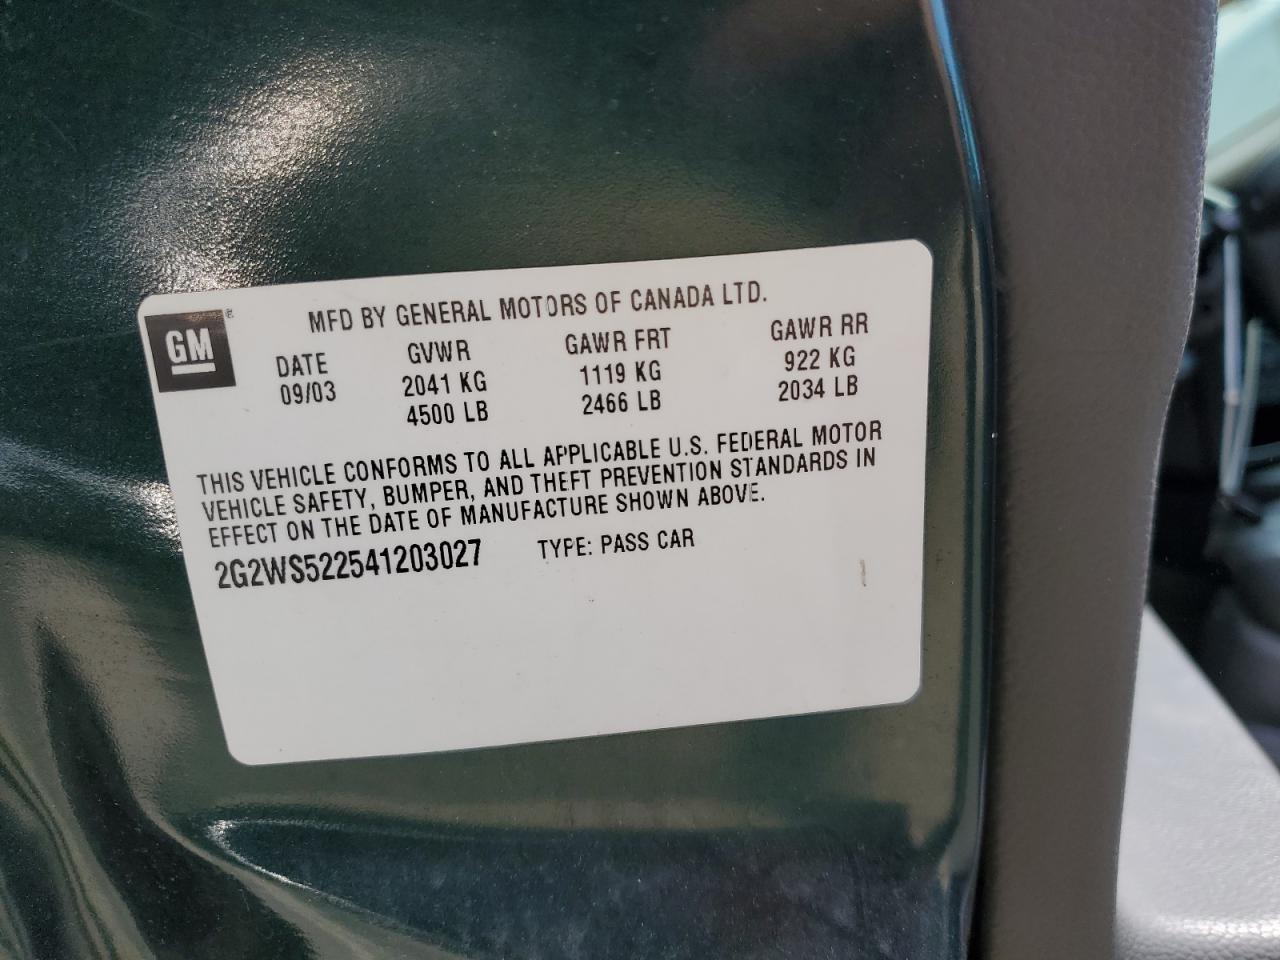 MFD BY GENERAL MOTORS OF CANADA LTD.
GM®
DATE GVWR GAWR FRT GAWR RR
09/03 2041 KG 1119 KG 922 KG
4500 LB 2466 LB 2034 LB
THIS VEHICLE CONFORMS TO ALL APPLICABLE U.S. FEDERAL MOTOR
VEHICLE SAFETY, BUMPER, AND THEFT PREVENTION STANDARDS IN
EFFECT ON THE DATE OF MANUFACTURE SHOWN ABOVE.
2G2WS522541203027 TYPE: PASS CAR